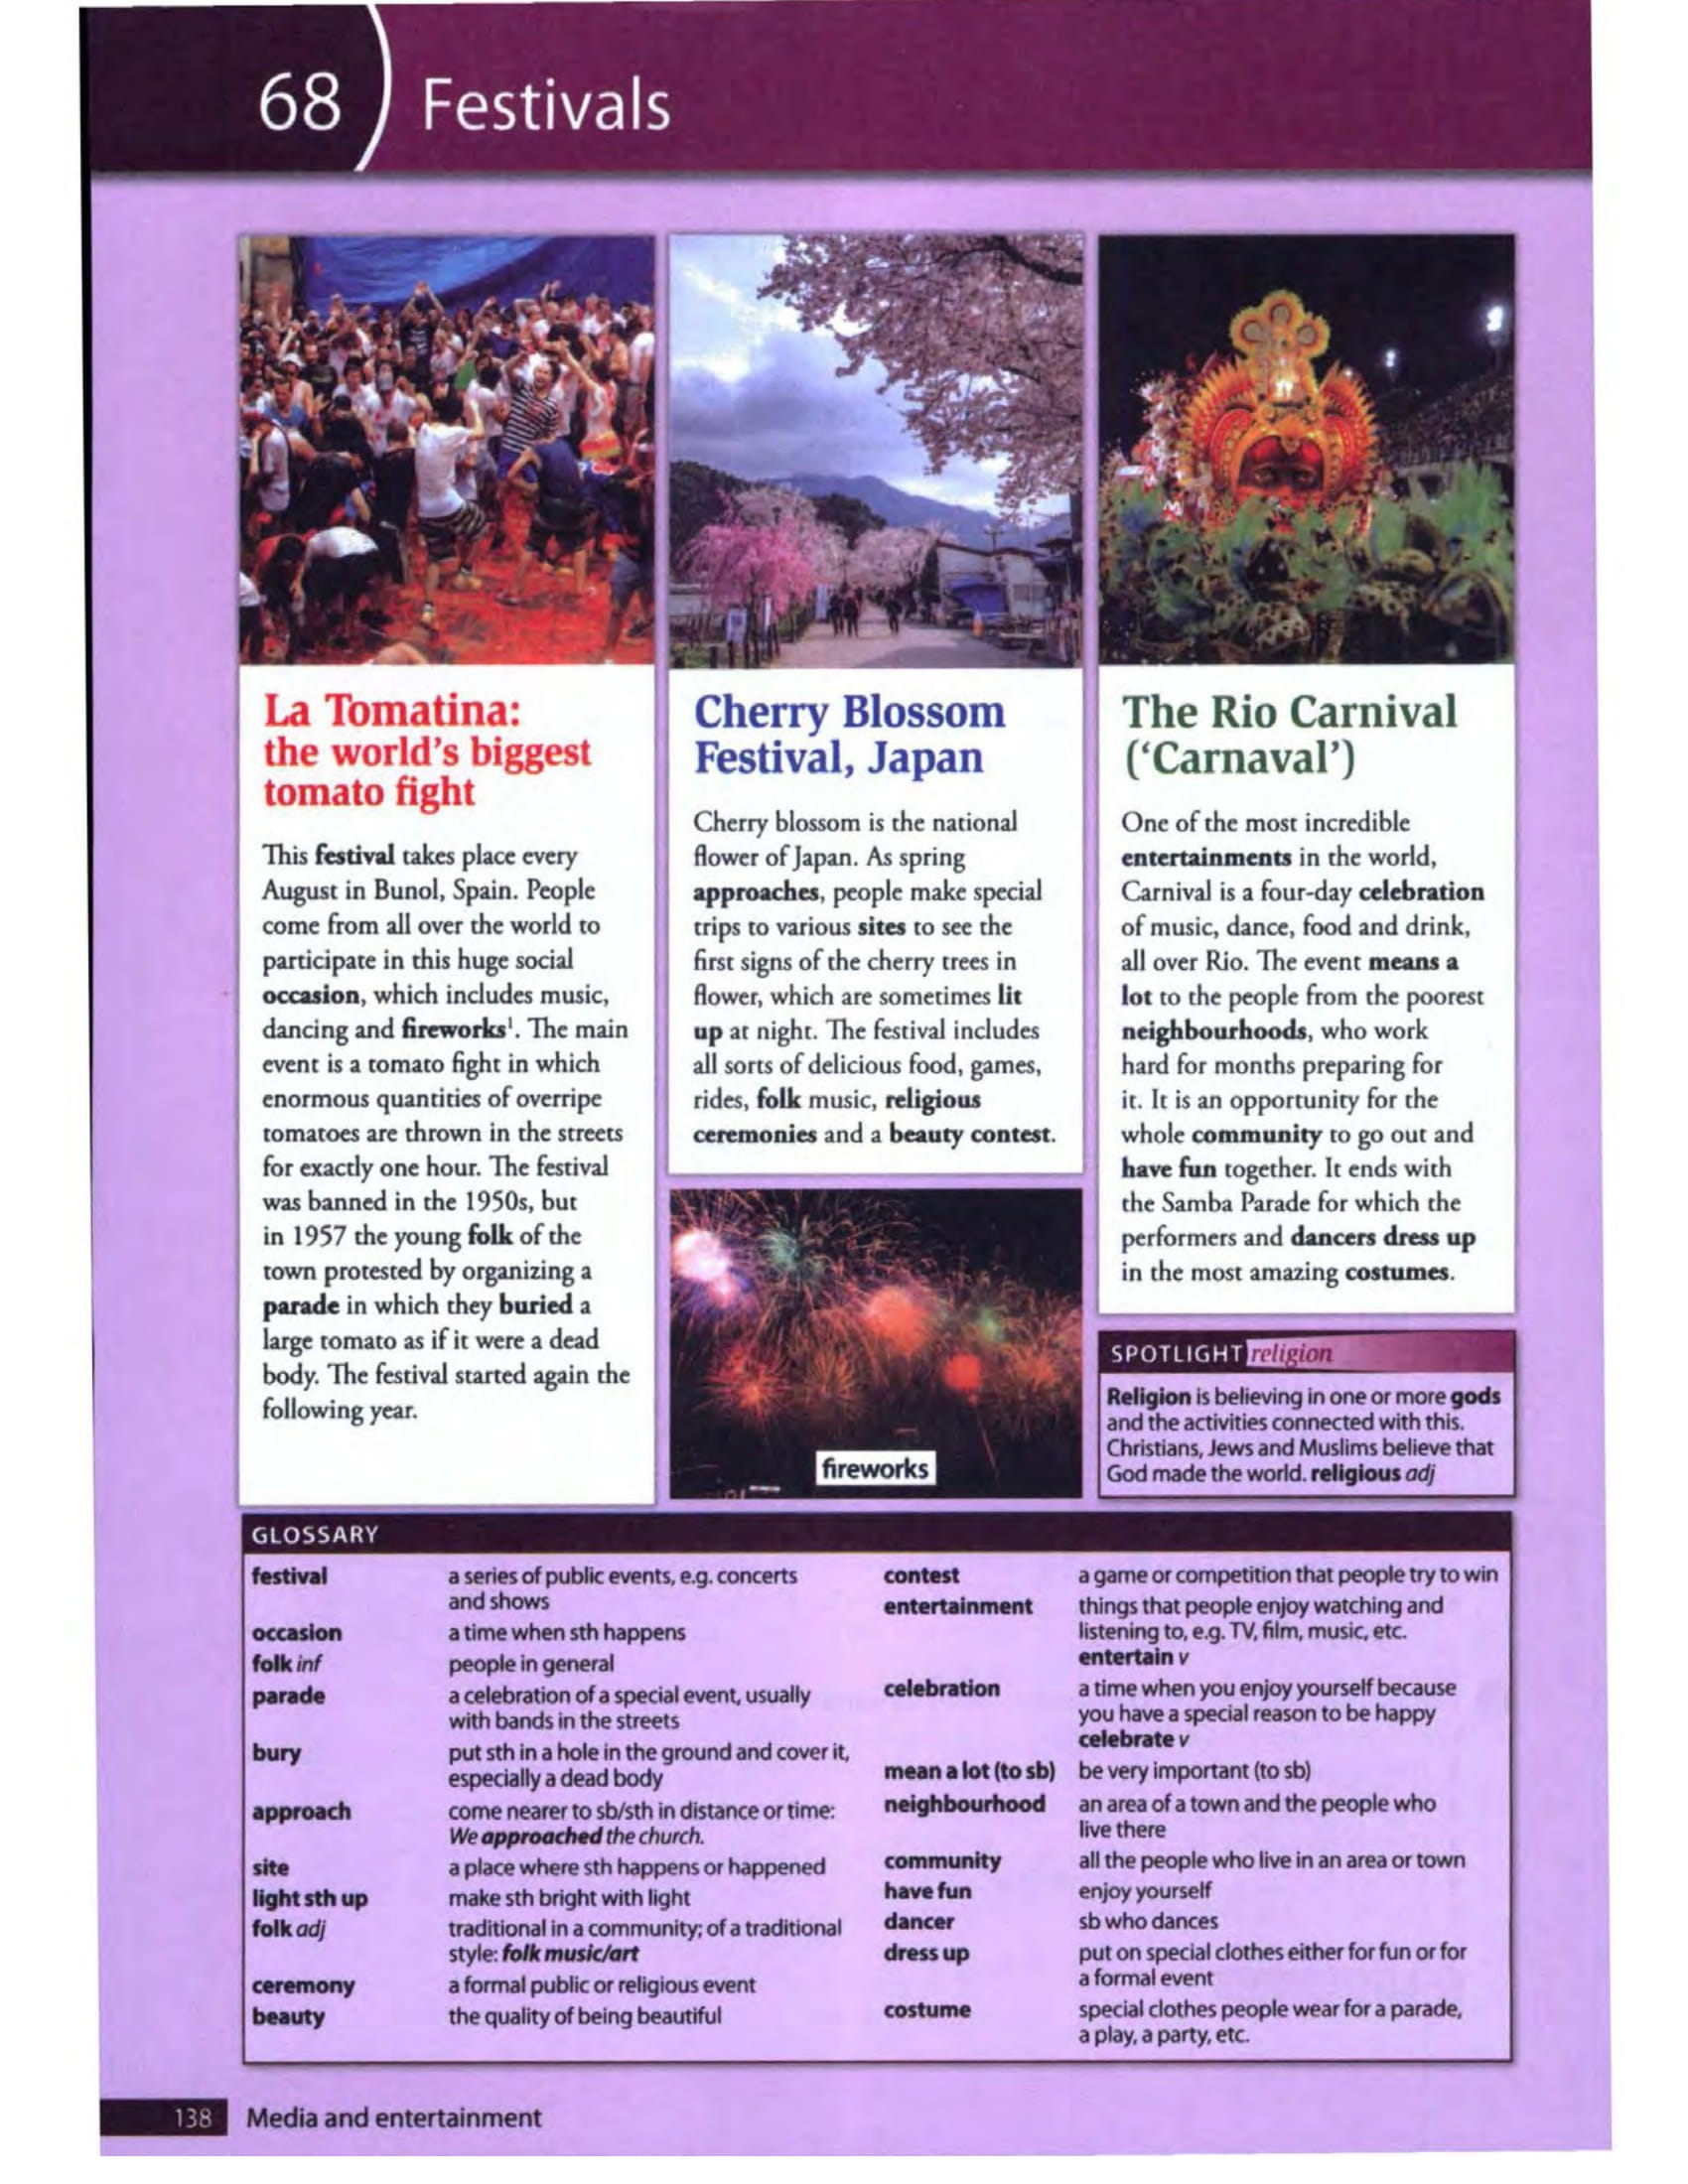 68
Festivals
La Tomatina:
the world's biggest
tomato fight
This festival takes place every
August in Bunol, Spain. People
come from all over the world to
participate in this huge social
occasion, which includes music,
dancing and fireworks¹. The main
event is a tomato fight in which
enormous quantities of overripe
tomatoes are thrown in the streets
for exactly one hour. The festival
was banned in the 1950s, but
in 1957 the young folk of the
town protested by organizing a
parade in which they buried a
large tomato as if it were a dead
body. The festival started again the
following year.
Cherry Blossom
Festival, Japan
Cherry blossom is the national
flower of Japan. As spring
approaches, people make special
trips to various sites to see the
first signs of the cherry trees in
flower, which are sometimes lit
up at night. The festival includes
all sorts of delicious food, games,
rides, folk music, religious
ceremonies and a beauty contest.
fireworks
The Rio Carnival
('Carnaval')
One of the most incredible
entertainments in the world,
Carnival is a four-day celebration
of music, dance, food and drink,
all over Rio. The event means a
lot to the people from the poorest
neighbourhoods, who work
hard for months preparing for
it. It is an opportunity for the
whole community to go out and
have fun together. It ends with
the Samba Parade for which the
performers and dancers dress up
in the most amazing costumes.
SPOTLIGHT religion
Religion is believing in one or more gods
and the activities connected with this.
Christians, Jews and Muslims believe that
God made the world. religious adj
GLOSSARY
festival a series of public events, e.g. concerts
and shows
occasion a time when sth happens
folk inf people in general
parade a celebration of a special event, usually
with bands in the streets
bury put sth in a hole in the ground and cover it,
especially a dead body
approach come nearer to sb/sth in distance or time:
We approached the church.
site a place where sth happens or happened
light sth up make sth bright with light
folk adj traditional in a community; of a traditional
style: folk music/art
ceremony a formal public or religious event
beauty the quality of being beautiful
contest a game or competition that people try to win
entertainment things that people enjoy watching and
listening to, e.g. TV, film, music, etc.
entertain v
celebration a time when you enjoy yourself because
you have a special reason to be happy
celebrate v
mean a lot (to sb) be very important (to sb)
neighbourhood an area of a town and the people who
live there
community all the people who live in an area or town
have fun enjoy yourself
dancer sb who dances
dress up put on special clothes either for fun or for
a formal event
costume special clothes people wear for a parade,
a play, a party, etc.
138 Media and entertainment